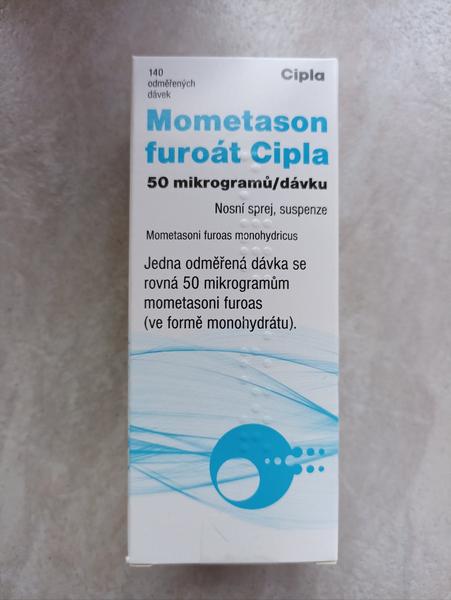 140
odměřených
dávek
Cipla
Mometason
furoát Cipla
50 mikrogramů/dávku
Nosní sprej, suspenze
Mometasoni furoas monohydricus
Jedna odměřená dávka se
rovná 50 mikrogramům
mometasoni furoas
(ve formě monohydrátu).